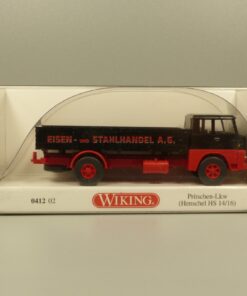 EISEN- UND STAHLHANDEL A.G.
0412 02
WIKING®
Pritschen-Lkw
(Henschel HS 14/16)